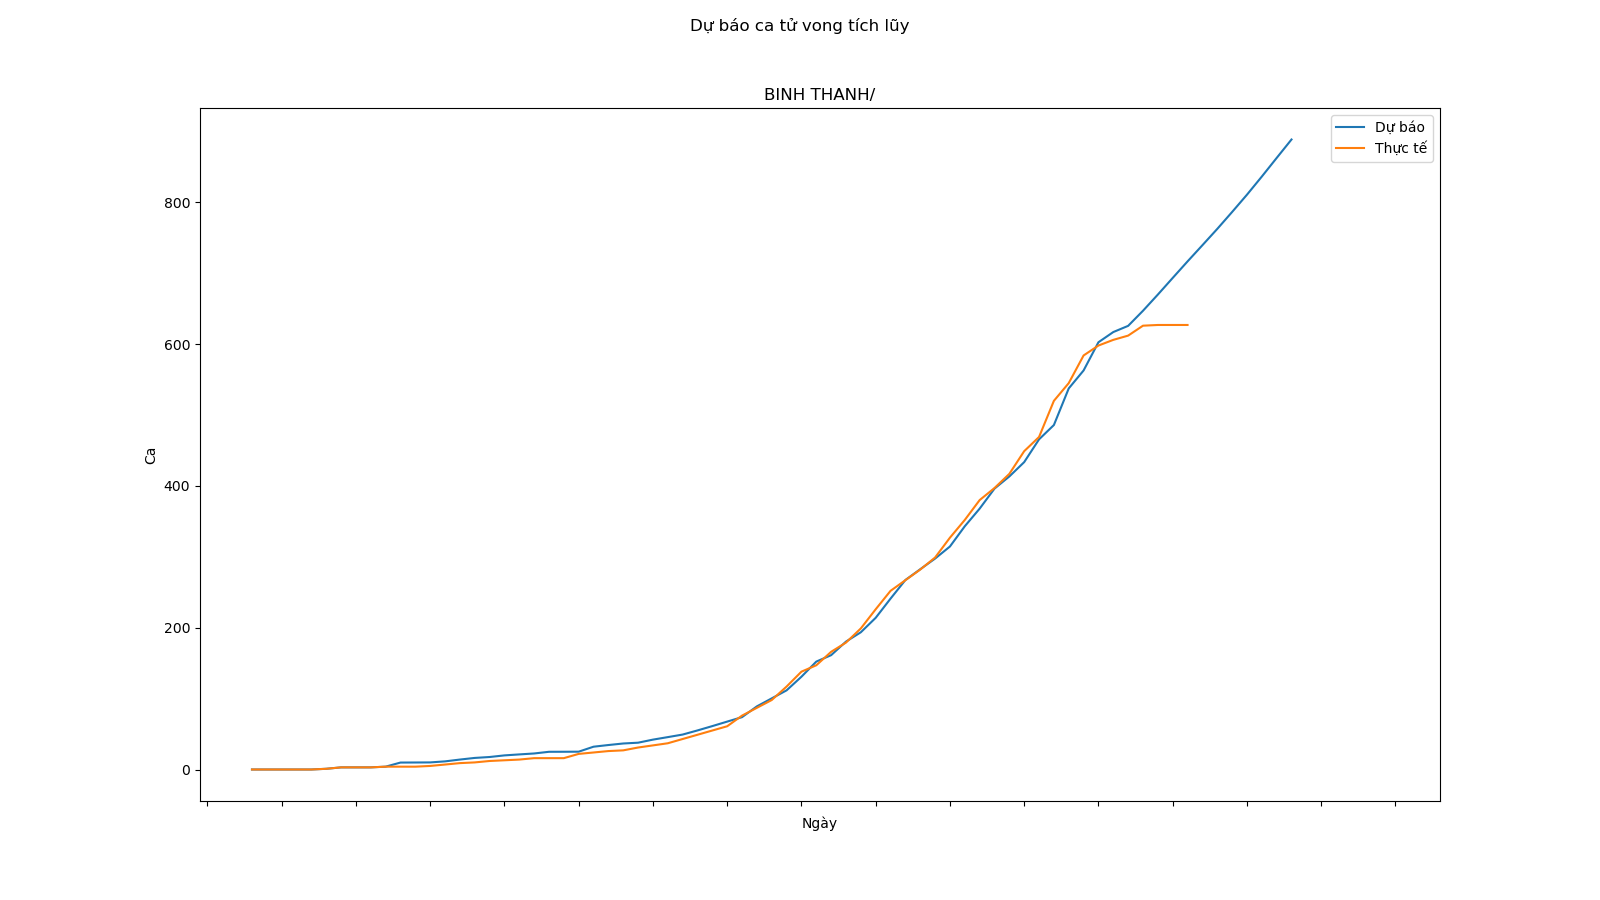 Dự báo ca tử vong tích lũy
BINH THANH/
Dự báo
Thực tế
800
600
400
200
0
Ca
Ngày